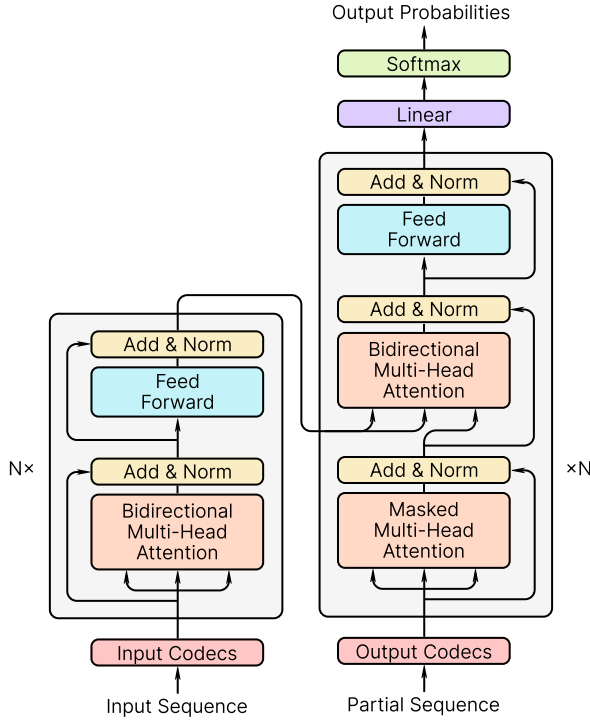 Output Probabilities
Softmax
Linear
Add & Norm
Feed
Forward
Add & Norm
Bidirectional
Multi-Head
Attention
Add & Norm
Masked
Multi-Head
Attention
×N
Output Codecs
Partial Sequence
Add & Norm
Feed
Forward
Add & Norm
Bidirectional
Multi-Head
Attention
N×
Input Codecs
Input Sequence